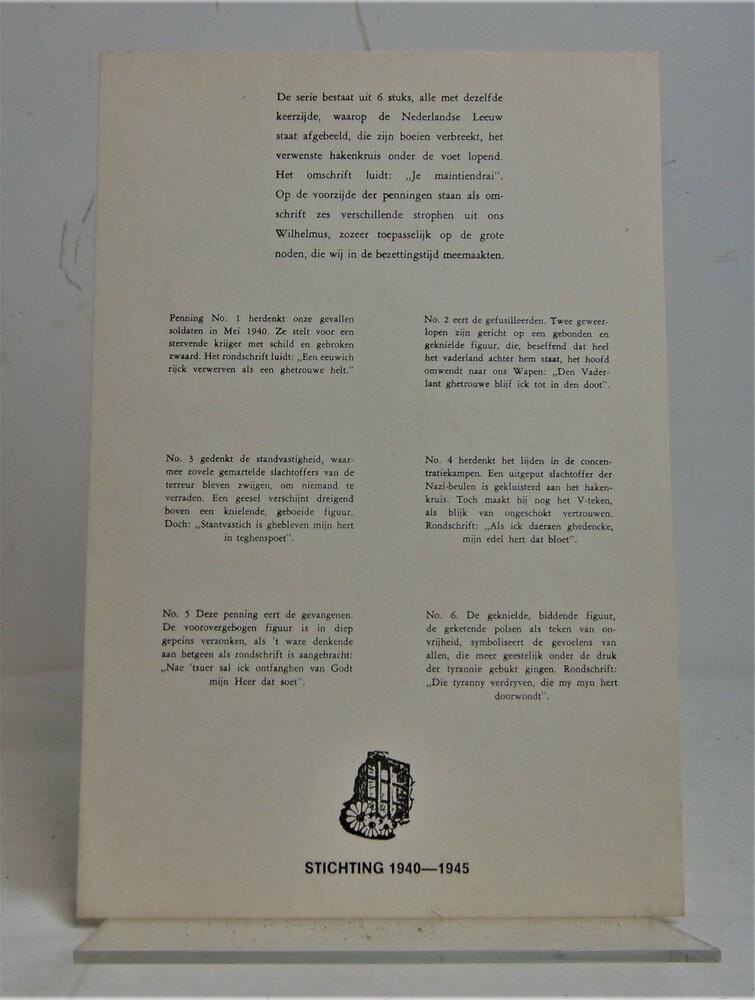 De serie bestaat uit 6 stuks, alle met dezelfde
keerzijde, waarop de Nederlandse Leeuw
staat afgebeeld, die zijn boeien verbreekt, het
verwenste hakenkruis onder de voet lopend.
Het omschrift luidt: „Je maintiendrai".
Op de voorzijde der penningen staan als om-
schrift zes verschillende strophen uit ons
Wilhelmus, zozeer toepasselijk op de grote
noden, die wij in de bezettingstijd meemaakten.
Penning No. 1 herdenkt onze gevallen
soldaten in Mei 1940. Ze stelt voor een
stervende krijger met schild en gebroken
zwaard. Het rondschrift luidt: „Een eeuwich
rijck verwerven als een ghetrouwe helt."
No. 2 eert de gefusilleerden. Twee geweer-
lopen zijn gericht op een gebonden en
geknielde figuur, die, beseffend dat heel
het vaderland achter hem staat, het hoofd
omwendt naar ons Wapen: „Den Vader-
lant ghetrouwe blijf ick tot in den doot".
No. 3 gedenkt de standvastigheid, waar-
mee zovele gemartelde slachtoffers van de
terreur bleven zwijgen, om niemand te
verraden. Een geesel verschijnt dreigend
boven een knielende, geboeide figuur.
Doch: „Stantvastich is ghebleven mijn hert
in teghenspoet".
No. 4 herdenkt het lijden in de concen-
tratiekampen. Een uitgeput slachtoffer der
Nazi-beulen is gekluisterd aan het haken-
kruis. Toch maakt hij nog het V-teken,
als blijk van ongeschokt vertrouwen.
Rondschrift: „Als ick daeraen ghedencke,
mijn edel hert dat bloet".
No. 5 Deze penning eert de gevangenen.
De voorovergebogen figuur is in diep
gepeins verzonken, als 't ware denkende
aan hetgeen als rondschrift is aangebracht:
„Nae 'tsuer sal ick ontfanghen van Godt
mijn Heer dat soet".
No. 6. De geknielde, biddende figuur,
de geketende polsen als teken van on-
vrijheid, symboliseert de gevoelens van
allen, die meer geestelijk onder de druk
der tyrannie gebukt gingen. Rondschrift:
„Die tyranny verdryven, die my myn hert
doorwondt".
STICHTING 1940—1945